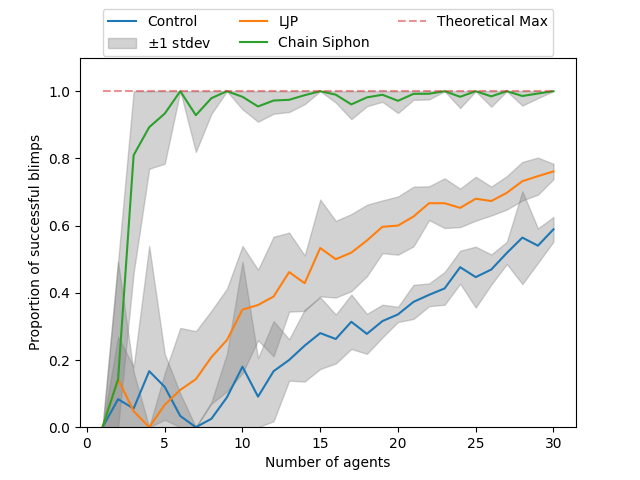 Control LJP Theoretical Max
±1 stdev Chain Siphon
1.0
0.8
0.6
0.4
0.2
0.0
Proportion of successful blimps
0 5 10 15 20 25 30
Number of agents